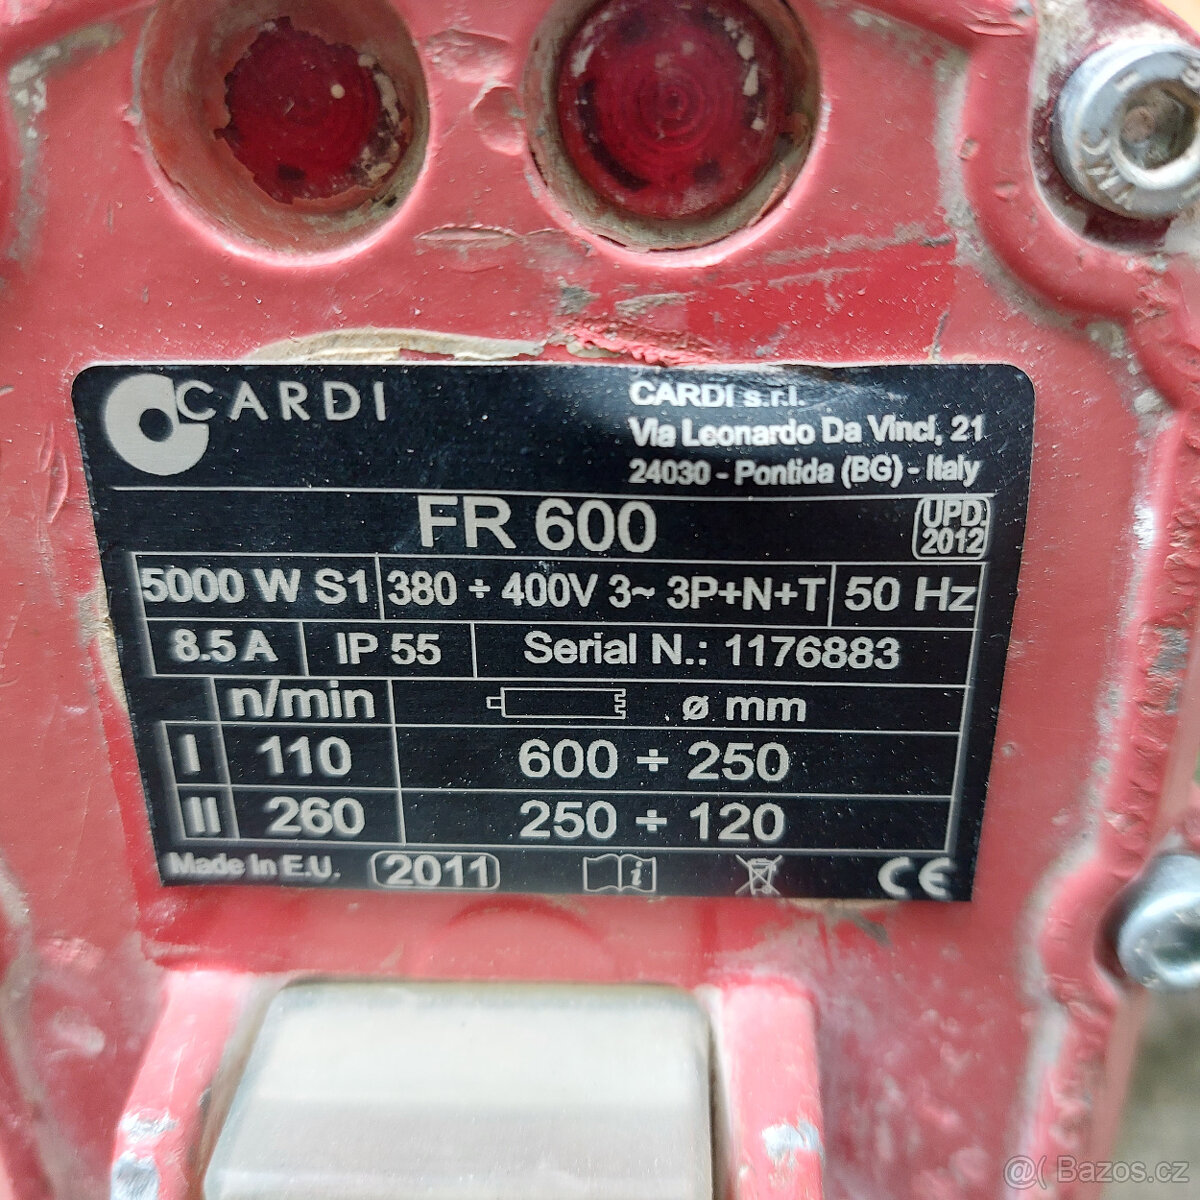 CARDI
CARDI s.r.l.
Via Leonardo Da Vinci, 21
24030 - Pontida (BG) - Italy
FR 600
UPD. 2012
5000 W S1 380 ÷ 400V 3~ 3P+N+T 50 Hz
8.5 A IP 55 Serial N.: 1176883
n/min ø mm
I 110 600 ÷ 250
II 260 250 ÷ 120
Made In E.U. 2011 i CE
@( Bazos.cz